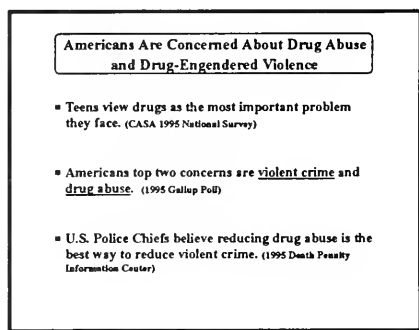 Americans Are Concerned About Drug Abuse
and Drug-Engendered Violence
▪ Teens view drugs as the most important problem
they face. (CASA 1995 National Survey)
▪ Americans top two concerns are violent crime and
drug abuse. (1995 Gallup Poll)
▪ U.S. Police Chiefs believe reducing drug abuse is the
best way to reduce violent crime. (1995 Death Penalty
Information Center)